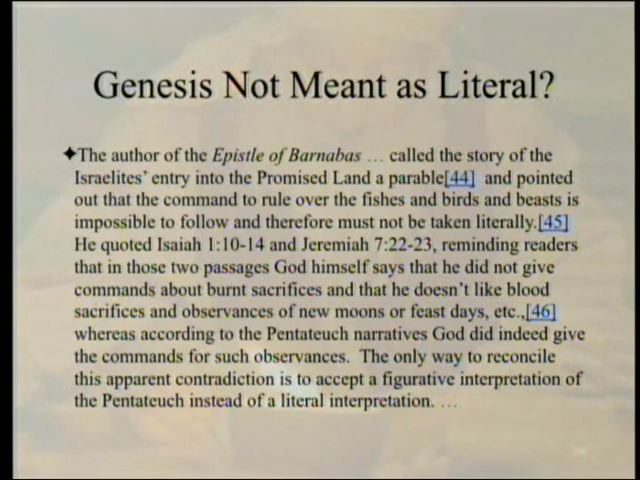 Genesis Not Meant as Literal?
✦The author of the Epistle of Barnabas … called the story of the
Israelites’ entry into the Promised Land a parable[44] and pointed
out that the command to rule over the fishes and birds and beasts is
impossible to follow and therefore must not be taken literally.[45]
He quoted Isaiah 1:10-14 and Jeremiah 7:22-23, reminding readers
that in those two passages God himself says that he did not give
commands about burnt sacrifices and that he doesn’t like blood
sacrifices and observances of new moons or feast days, etc.,[46]
whereas according to the Pentateuch narratives God did indeed give
the commands for such observances. The only way to reconcile
this apparent contradiction is to accept a figurative interpretation of
the Pentateuch instead of a literal interpretation. …